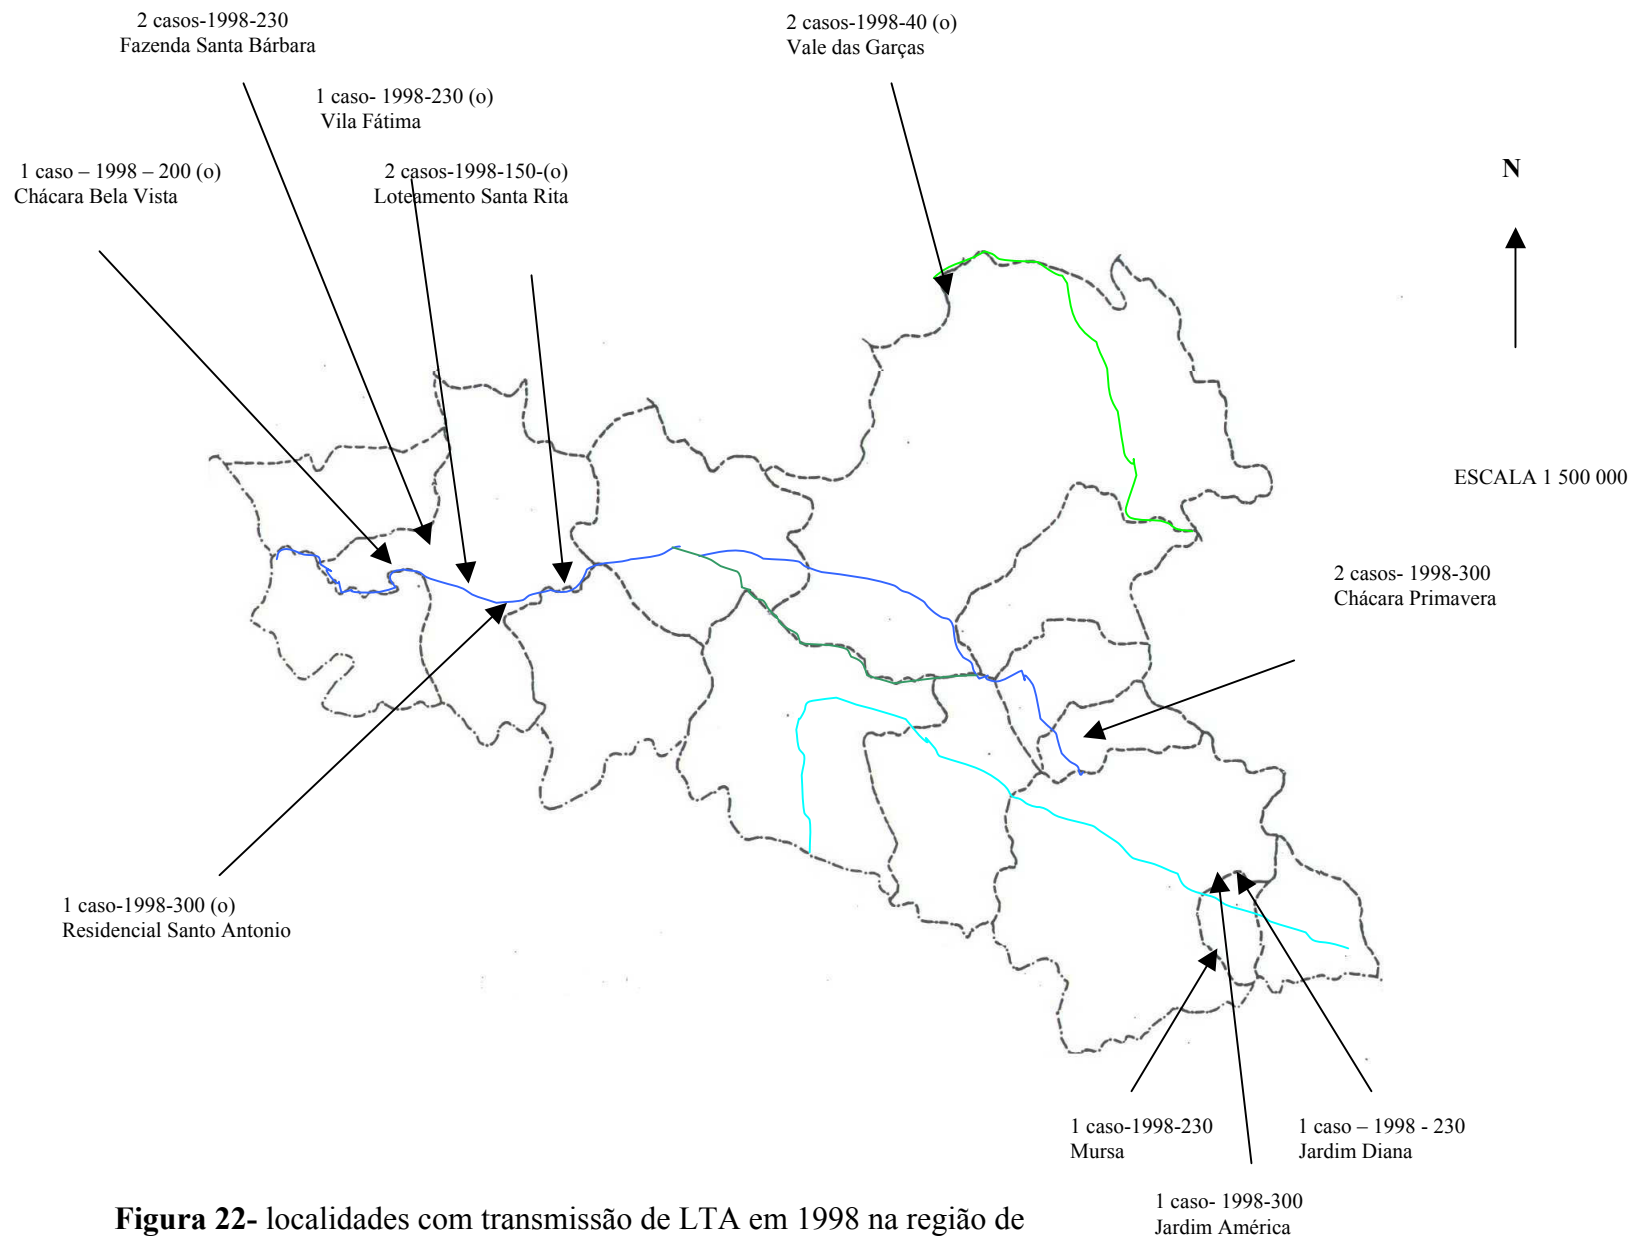 2 casos-1998-230
Fazenda Santa Bárbara
2 casos-1998-40 (o)
Vale das Garças
1 caso- 1998-230 (o)
Vila Fátima
1 caso – 1998 – 200 (o)
Chácara Bela Vista
2 casos-1998-150-(o)
Loteamento Santa Rita
N
ESCALA 1 500 000
2 casos- 1998-300
Chácara Primavera
1 caso-1998-300 (o)
Residencial Santo Antonio
1 caso-1998-230
Mursa
1 caso – 1998 - 230
Jardim Diana
1 caso- 1998-300
Jardim América
Figura 22- localidades com transmissão de LTA em 1998 na região de